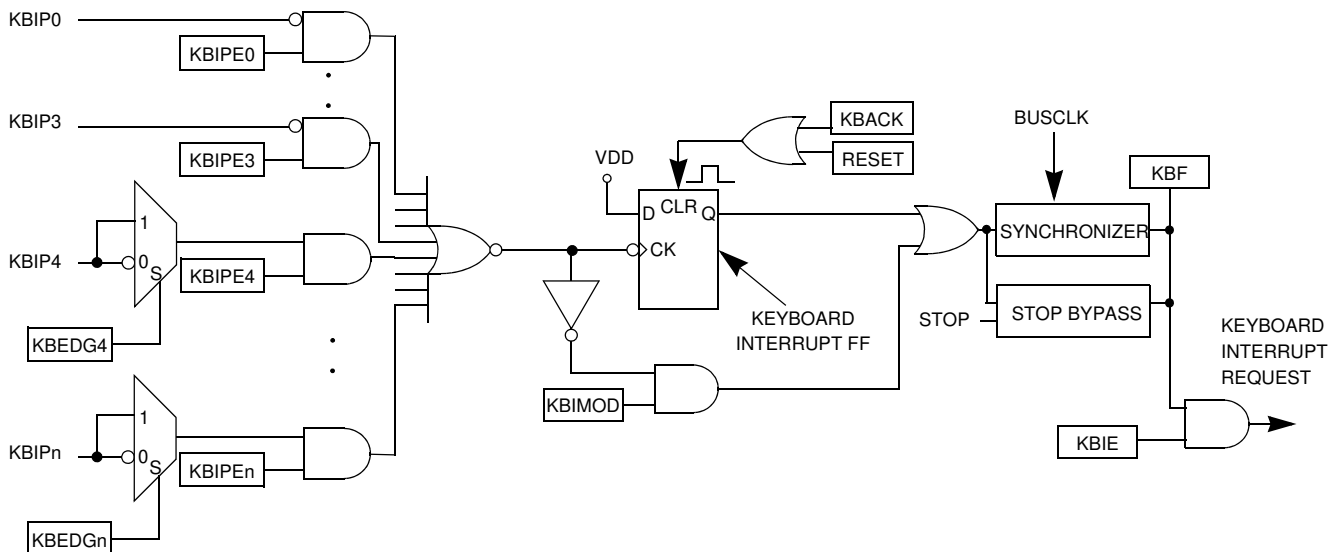 KBIP0
KBIPE0
KBIP3
KBIPE3
KBACK
RESET
BUSCLK
VDD
KBF
D CLR Q
CK
1
0
S
KBIP4
KBIPE4
KBEDG4
SYNCHRONIZER
STOP BYPASS
STOP
KEYBOARD
INTERRUPT FF
KEYBOARD
INTERRUPT
REQUEST
KBIMOD
1
0
S
KBIPn
KBIPEn
KBEDGn
KBIE